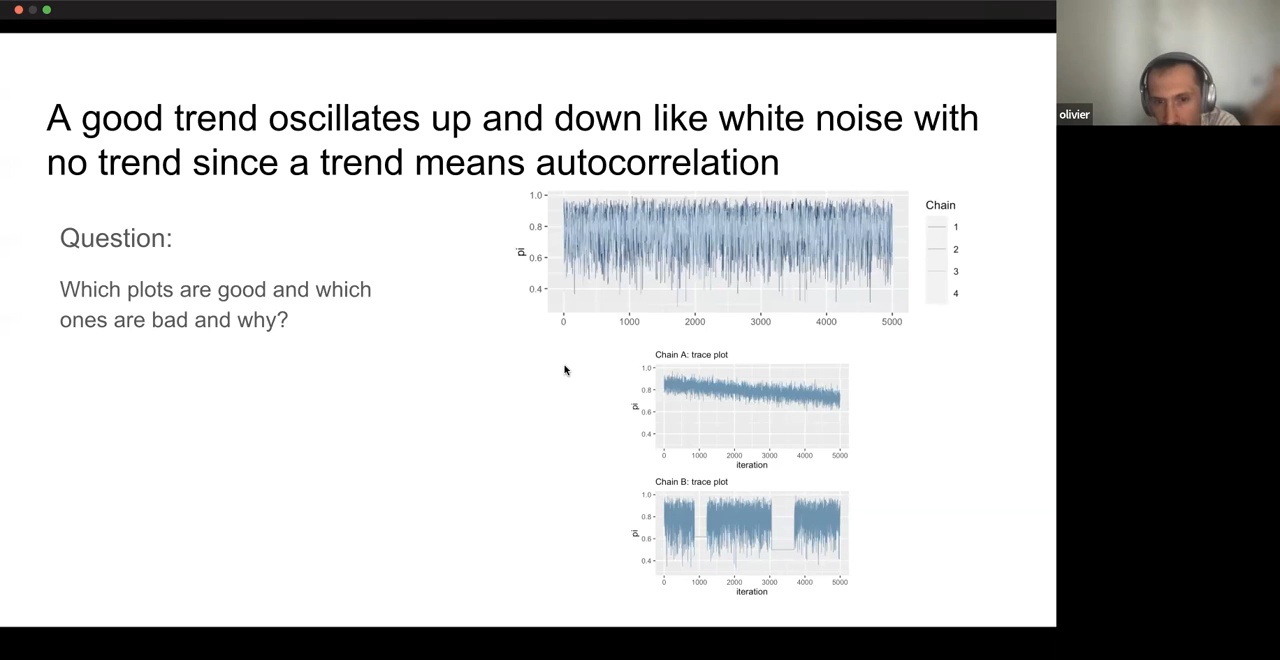 A good trend oscillates up and down like white noise with
no trend since a trend means autocorrelation
olivier
Question:
Which plots are good and which
ones are bad and why?
1.0
0.8
0.6
0.4
pi
0 1000 2000 3000 4000 5000
Chain
1
2
3
4
Chain A: trace plot
1.0
0.8
0.6
0.4
pi
0 1000 2000 3000 4000 5000
iteration
Chain B: trace plot
1.0
0.8
0.6
0.4
pi
0 1000 2000 3000 4000 5000
iteration